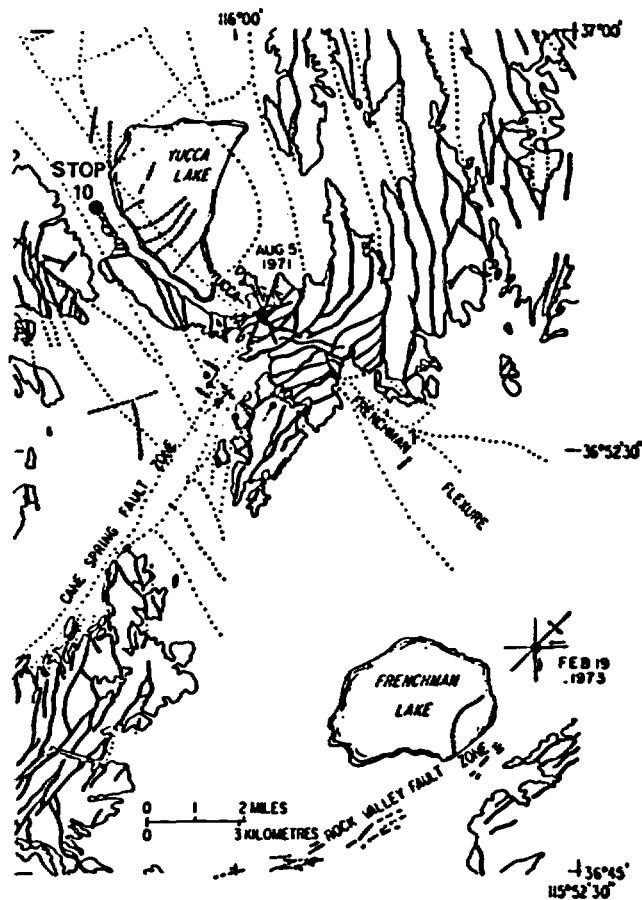 116°00'
37°00'
STOP
10
YUCCA
LAKE
AUG 5
1971
YUCCA
FRENCHMAN
FLEXURE
36°52'30"
CANE SPRING FAULT ZONE
FEB 19
.1973
FRENCHMAN
LAKE
ROCK VALLEY FAULT ZONE
0 1 2 MILES
0 3 KILOMETRES
36°45'
115°52'30"